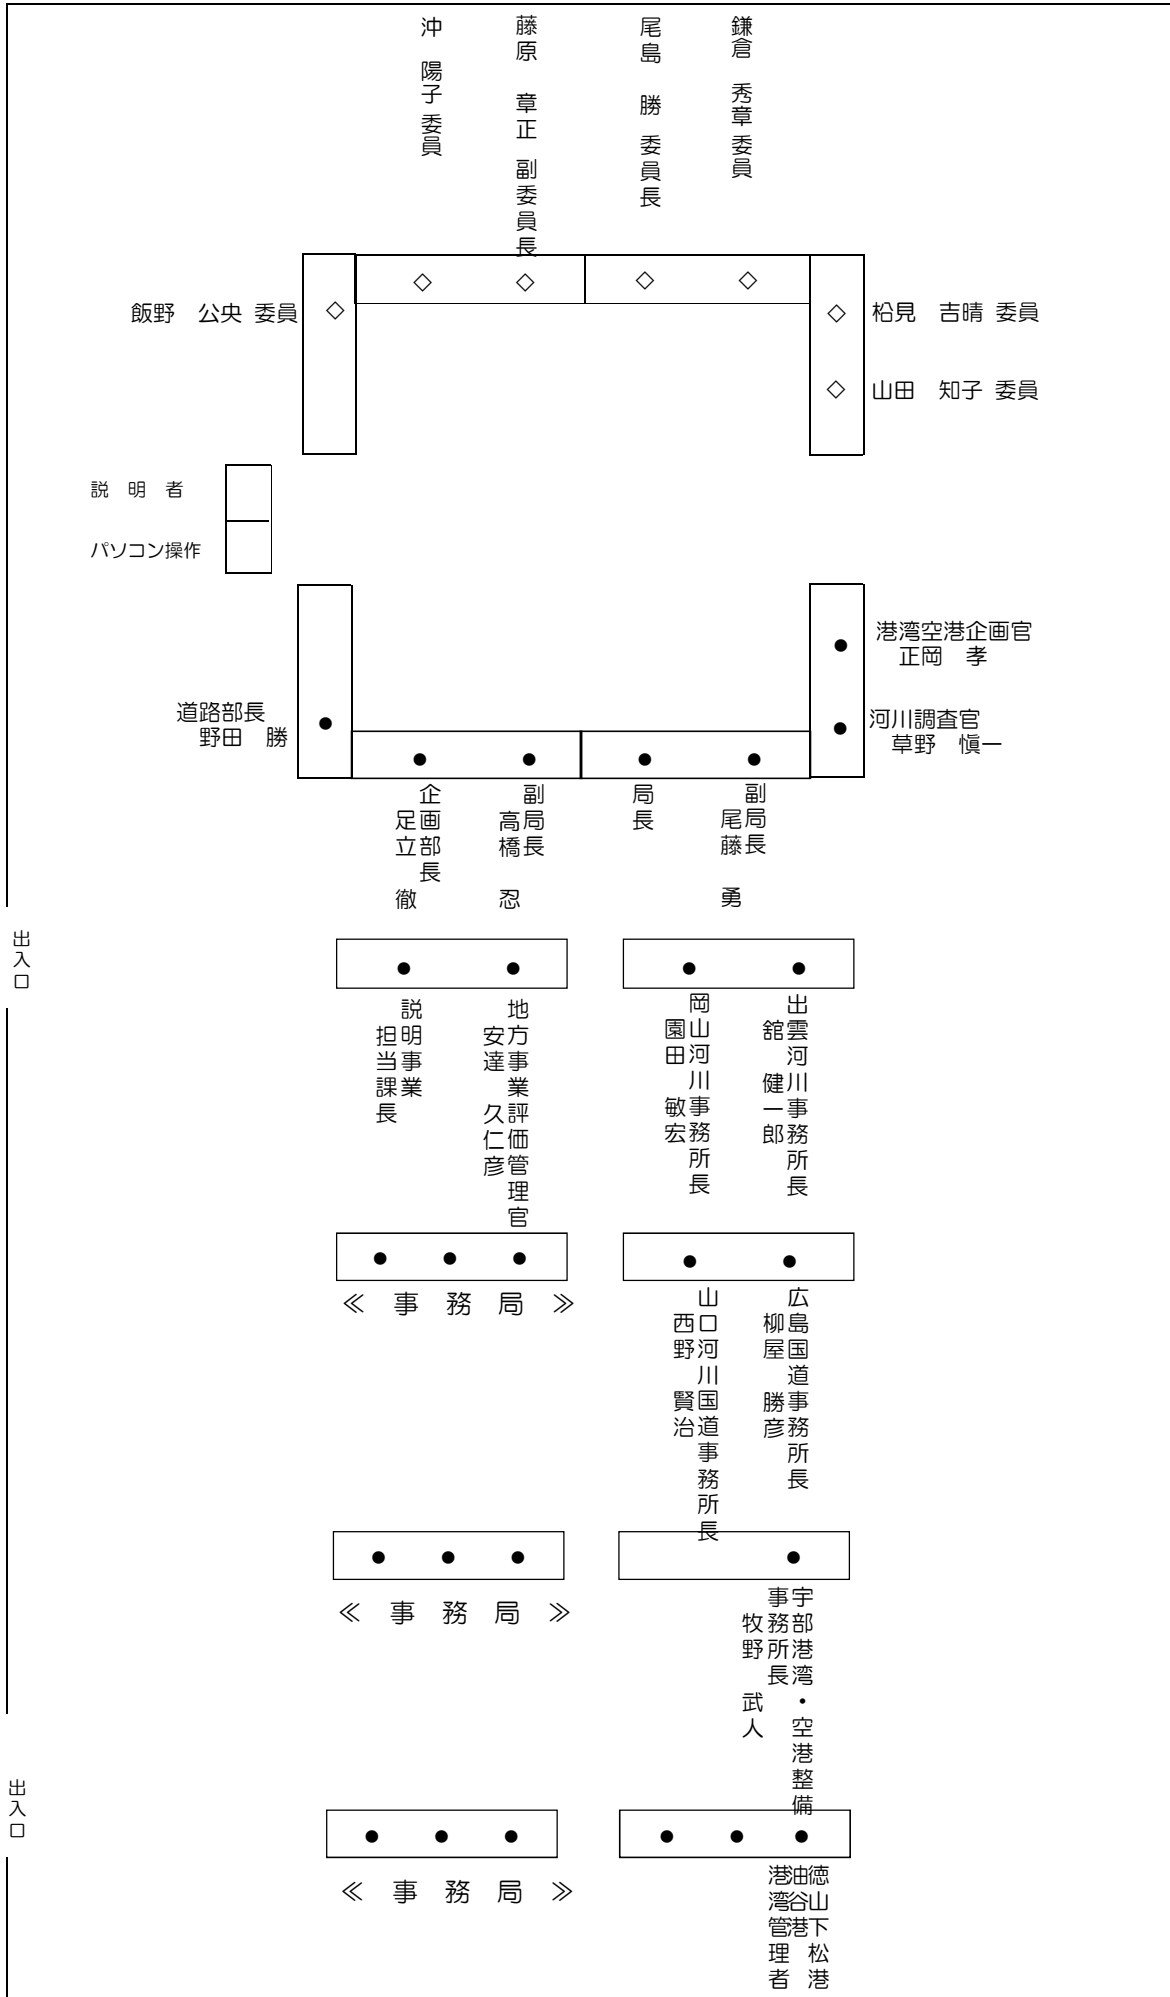 沖　陽子 委員
藤原　章正 副委員長
尾島　勝 委員長
鎌倉　秀章 委員
飯野　公央 委員
松見　吉晴 委員
山田　知子 委員
説　明　者
パソコン操作
港湾空港企画官
正岡　孝
道路部長
野田　勝
河川調査官
草野　愼一
企画部長
足立　徹
副局長
高橋　忍
局長
副局長
尾藤　勇
出入口
説明事業
担当課長
地方事業評価管理官
安達　久仁彦
岡山河川事務所長
園田　敏宏
出雲河川事務所長
舘　健一郎
≪　事　務　局　≫
山口河川国道事務所長
西野　賢治
広島国道事務所長
柳屋　勝彦
≪　事　務　局　≫
宇部港湾・空港整備
事務所長
牧野　武人
出入口
≪　事　務　局　≫
徳山下松港
油谷港
港湾管理者